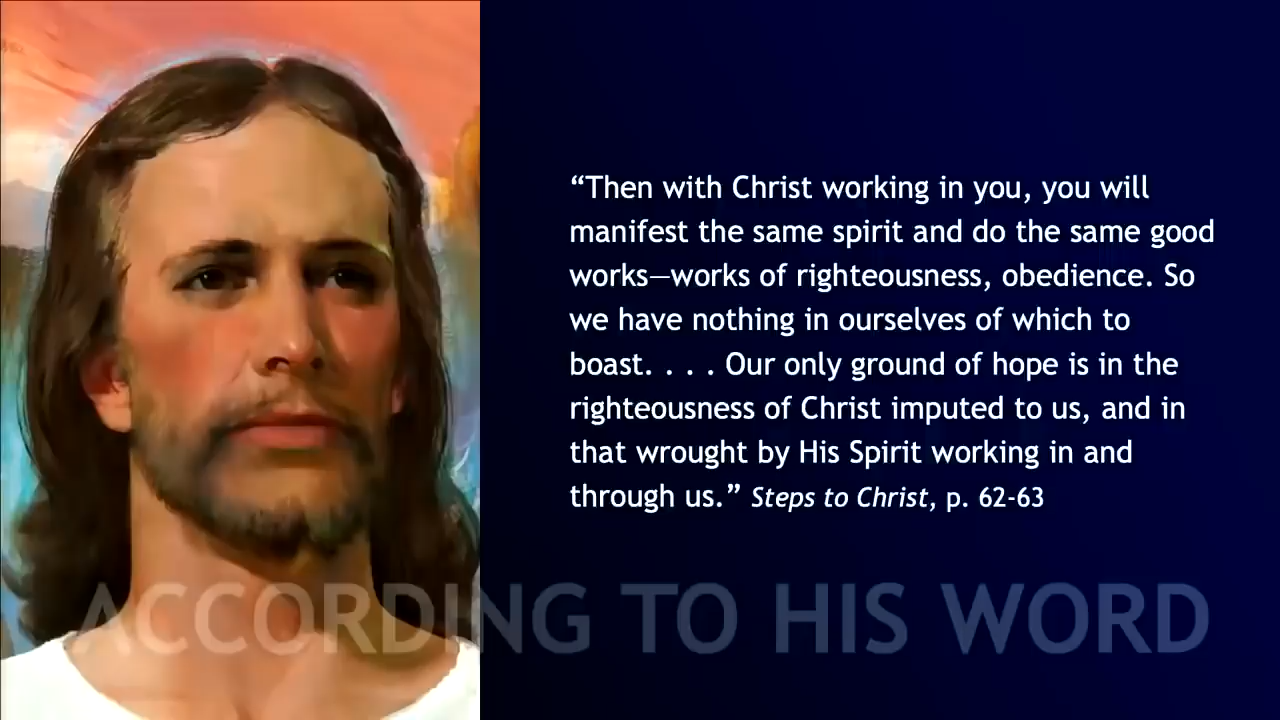 “Then with Christ working in you, you will
manifest the same spirit and do the same good
works—works of righteousness, obedience. So
we have nothing in ourselves of which to
boast. . . . Our only ground of hope is in the
righteousness of Christ imputed to us, and in
that wrought by His Spirit working in and
through us.” Steps to Christ, p. 62-63
ACCORDING TO HIS WORD